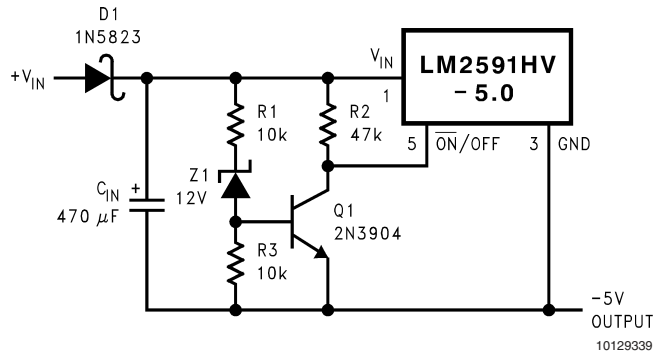 D1
1N5823
+VIN
VIN
1
LM2591HV
- 5.0
R1
10k
R2
47k
5
ON/OFF
3
GND
Z1
12V
CIN
+
470 µF
Q1
2N3904
R3
10k
-5V
OUTPUT
10129339